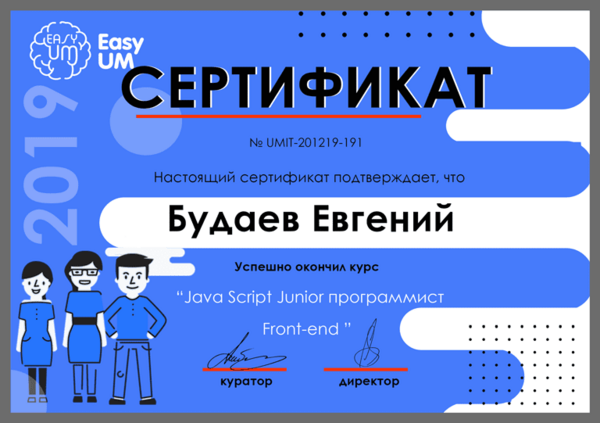 EASY
UM
Easy
UM
СЕРТИФИКАТ
2019
№ UMIT-201219-191
Настоящий сертификат подтверждает, что
Будаев Евгений
Успешно окончил курс
“Java Script Junior программист
Front-end ”
куратор
директор